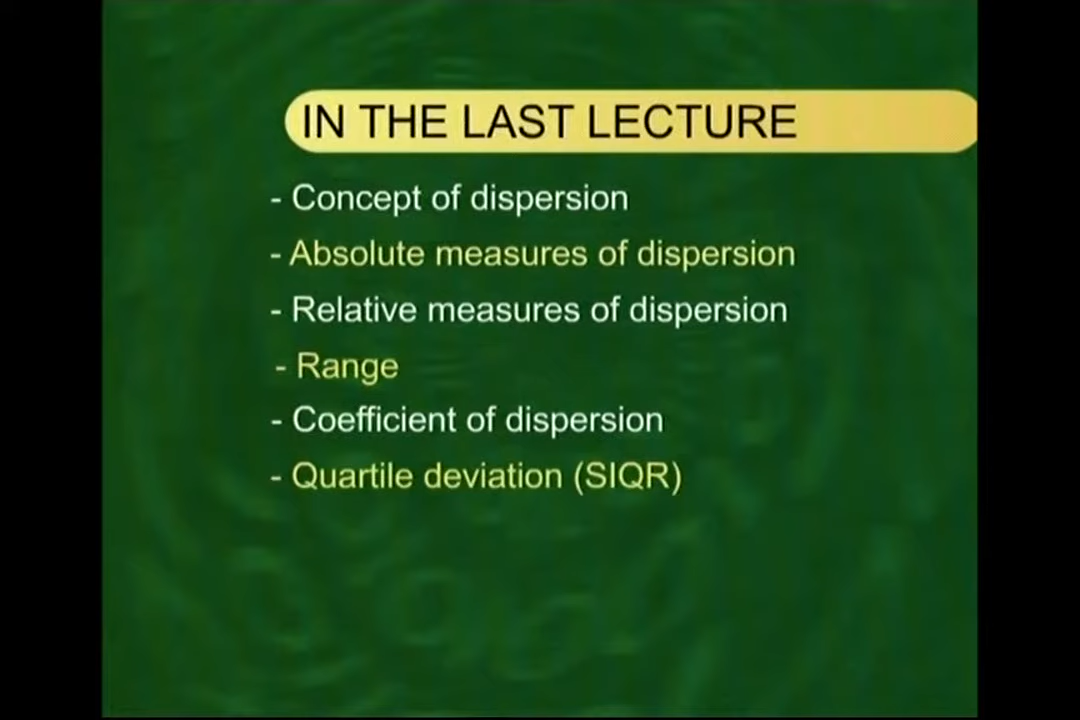 IN THE LAST LECTURE
- Concept of dispersion
- Absolute measures of dispersion
- Relative measures of dispersion
- Range
- Coefficient of dispersion
- Quartile deviation (SIQR)